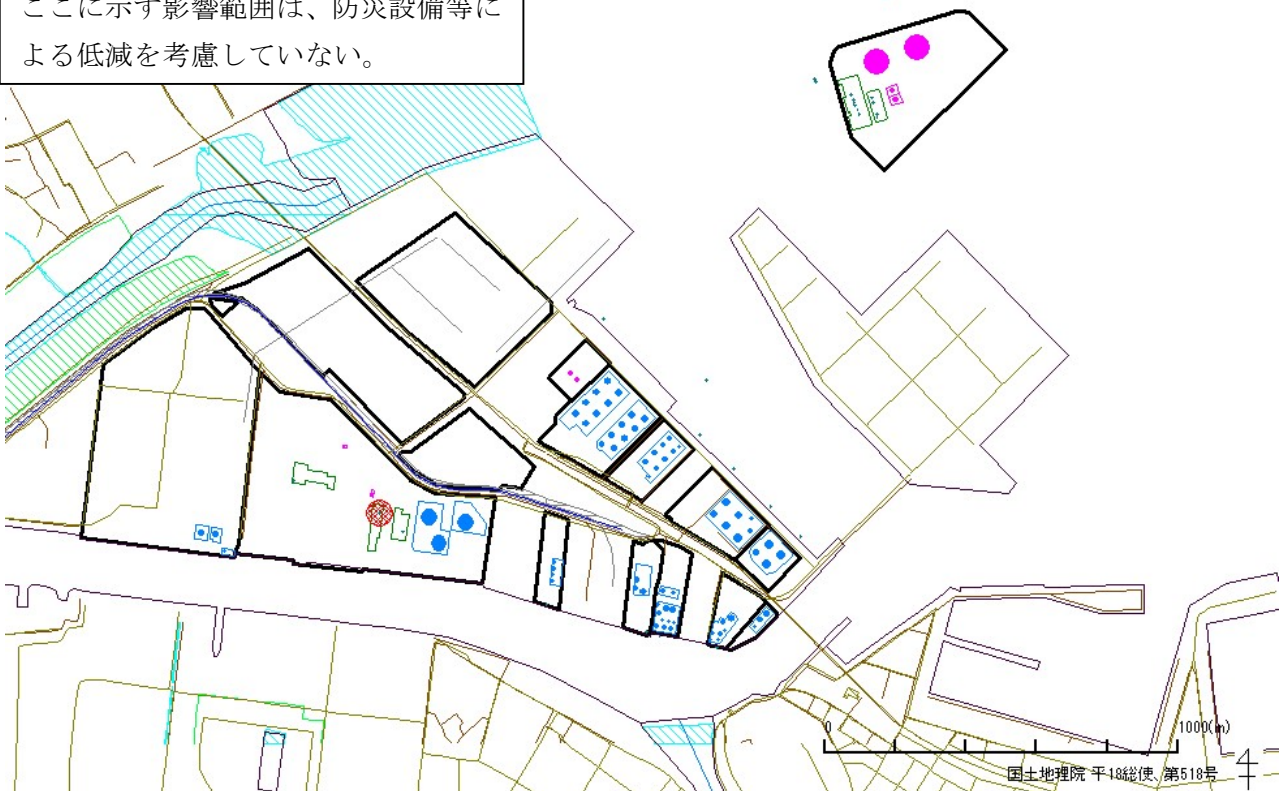 ここに示す影響範囲は、防災設備等に
よる低減を考慮していない。
0
1000(m)
国土地理院 平18総使、第518号